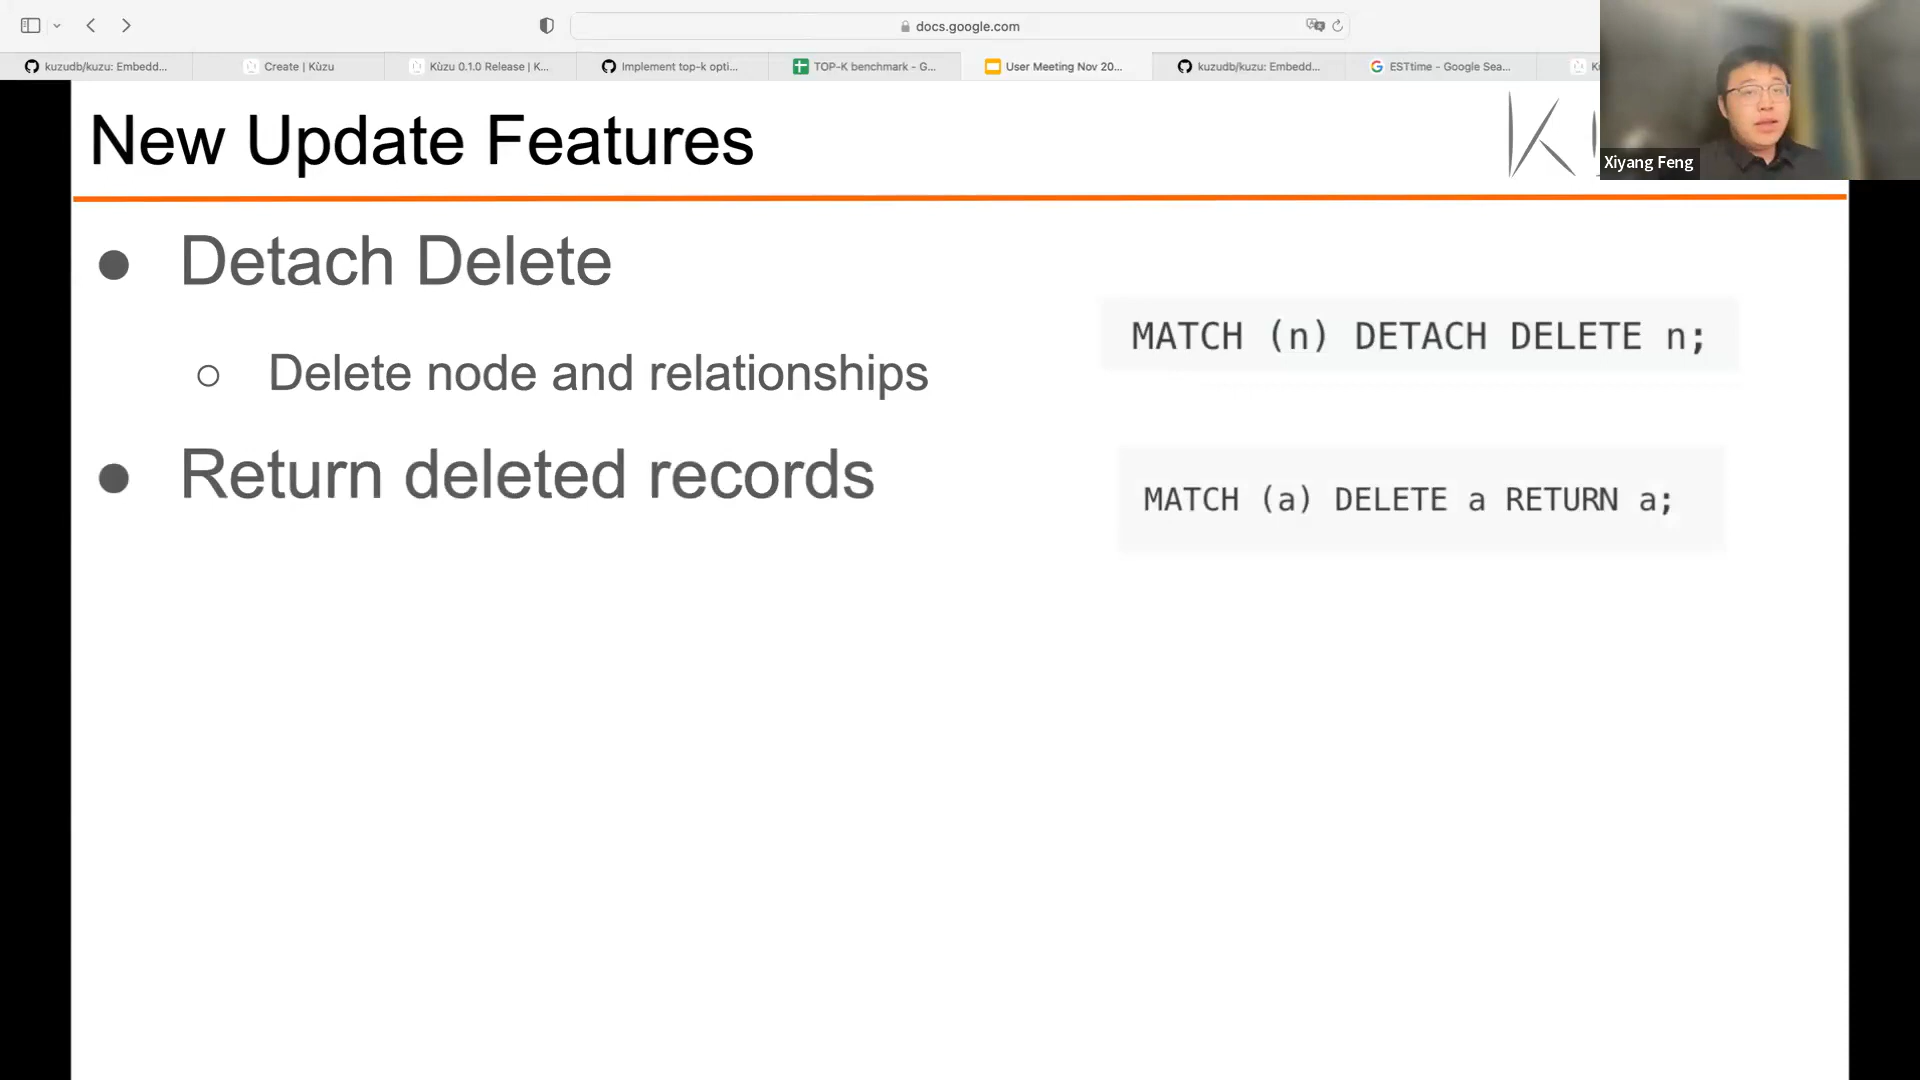 docs.google.com
kuzudb/kuzu: Embedd...
Create | Kùzu
Kùzu 0.1.0 Release | K...
Implement top-k opti...
TOP-K benchmark - G...
User Meeting Nov 20...
kuzudb/kuzu: Embedd...
ESTtime - Google Sea...
Xiyang Feng
New Update Features
● Detach Delete
○ Delete node and relationships
MATCH (n) DETACH DELETE n;
● Return deleted records
MATCH (a) DELETE a RETURN a;